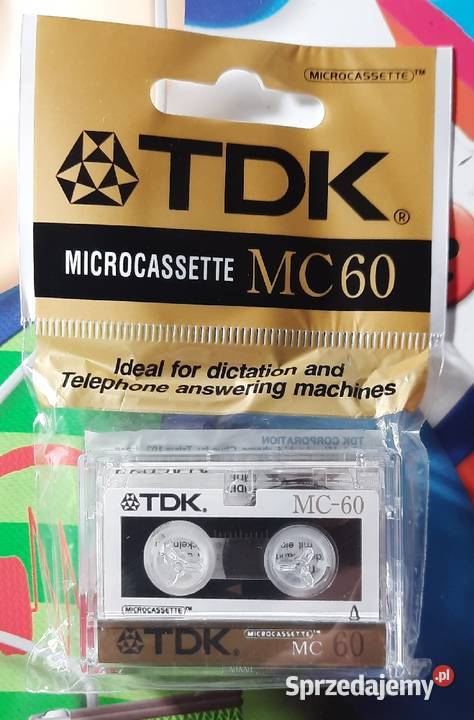 MICROCASSETTE™
TDK®
MICROCASSETTE MC60
Ideal for dictation and
Telephone answering machines
TDK CORPORATION
TDK. MC-60
MICROCASSETTE™ A
TDK MICROCASSETTE™ MC 60
Sprzedajemy.pl